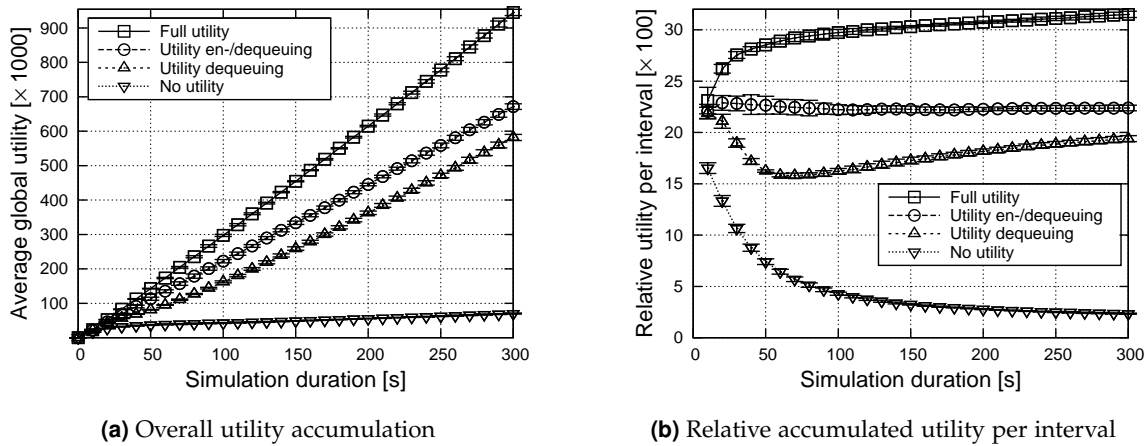 Average global utility [× 1000]
900
800
700
600
500
400
300
200
100
0
50
100
150
200
250
300
Simulation duration [s]
Full utility
Utility en-/dequeuing
Utility dequeuing
No utility
(a) Overall utility accumulation
Relative utility per interval [× 100]
30
25
20
15
10
5
0
0
50
100
150
200
250
300
Simulation duration [s]
Full utility
Utility en-/dequeuing
Utility dequeuing
No utility
(b) Relative accumulated utility per interval